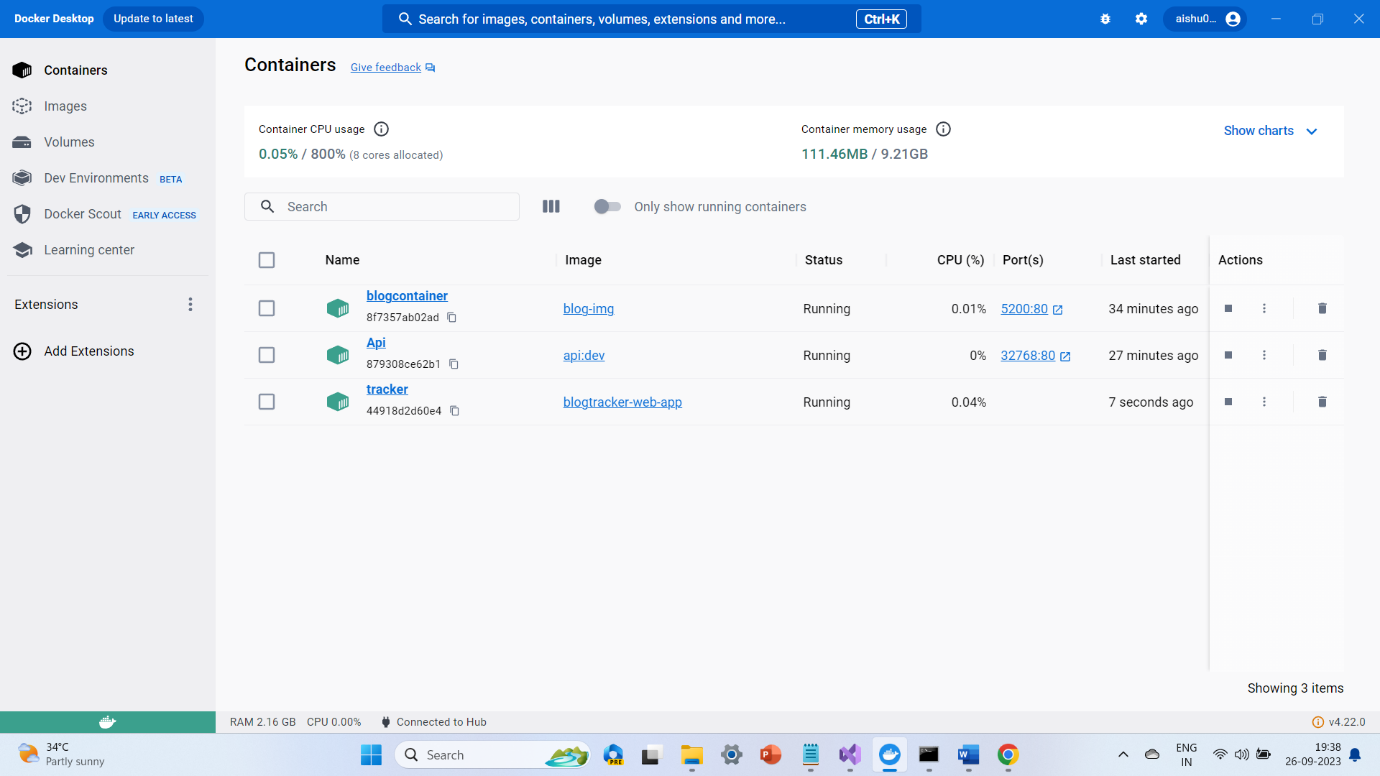 Docker Desktop Update to latest Search for images, containers, volumes, extensions and more... Ctrl+K aishu0...
Containers
Images
Volumes
Dev Environments BETA
Docker Scout EARLY ACCESS
Learning center
Extensions
Add Extensions
Containers Give feedback
Container CPU usage
0.05% / 800% (8 cores allocated)
Container memory usage
111.46MB / 9.21GB
Show charts
Search
Only show running containers
Name Image Status CPU (%) Port(s) Last started Actions
blogcontainer
8f7357ab02ad
blog-img Running 0.01% 5200:80 34 minutes ago
Api
879308ce62b1
api:dev Running 0% 32768:80 27 minutes ago
tracker
44918d2d60e4
blogtracker-web-app Running 0.04% 7 seconds ago
Showing 3 items
RAM 2.16 GB CPU 0.00% Connected to Hub v4.22.0
34°C
Partly sunny
Search
PRE
ENG
IN
19:38
26-09-2023